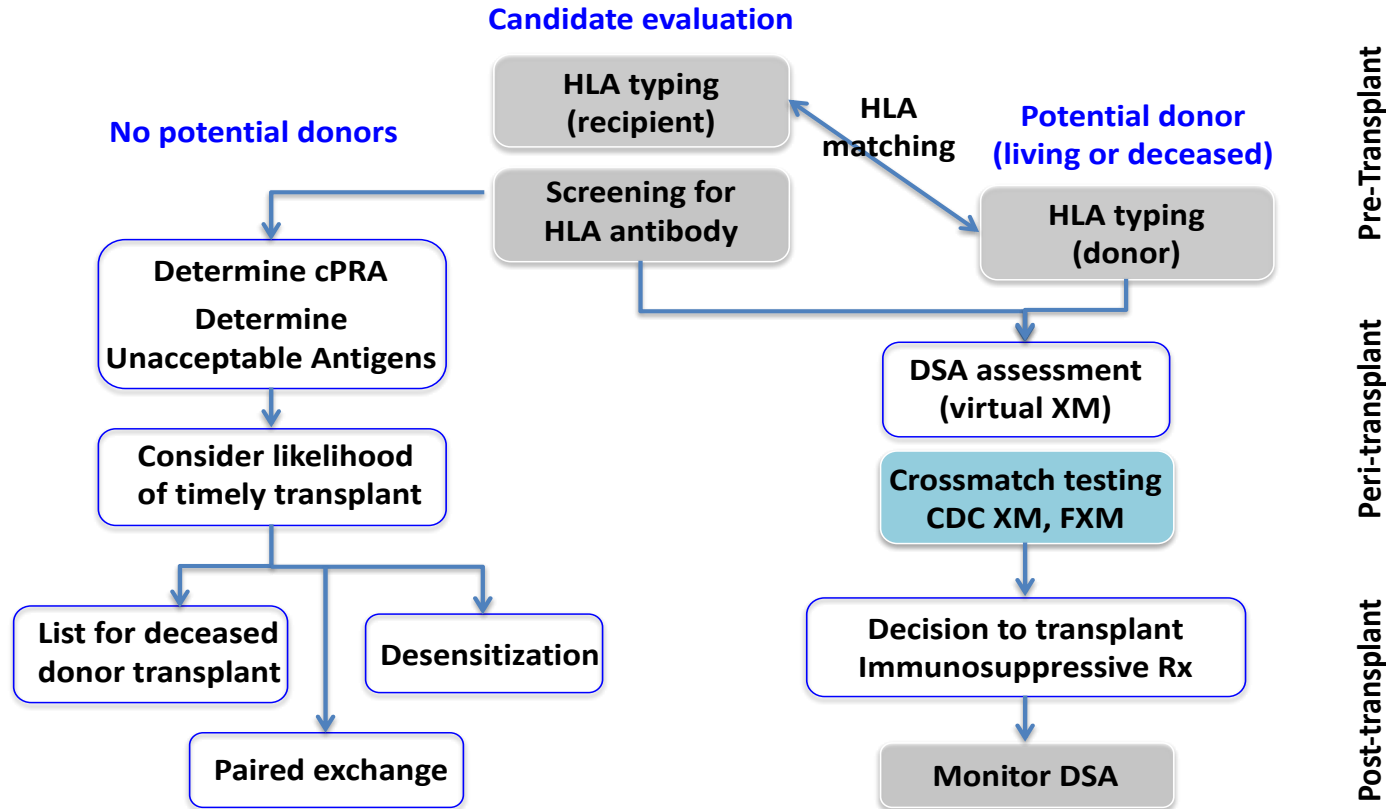 Candidate evaluation
HLA typing
(recipient)
HLA
matching
No potential donors
Potential donor
(living or deceased)
Screening for
HLA antibody
HLA typing
(donor)
Determine cPRA
Determine
Unacceptable Antigens
DSA assessment
(virtual XM)
Consider likelihood
of timely transplant
Crossmatch testing
CDC XM, FXM
List for deceased
donor transplant
Desensitization
Paired exchange
Decision to transplant
Immunosuppressive Rx
Monitor DSA
Pre-Transplant
Peri-transplant
Post-transplant